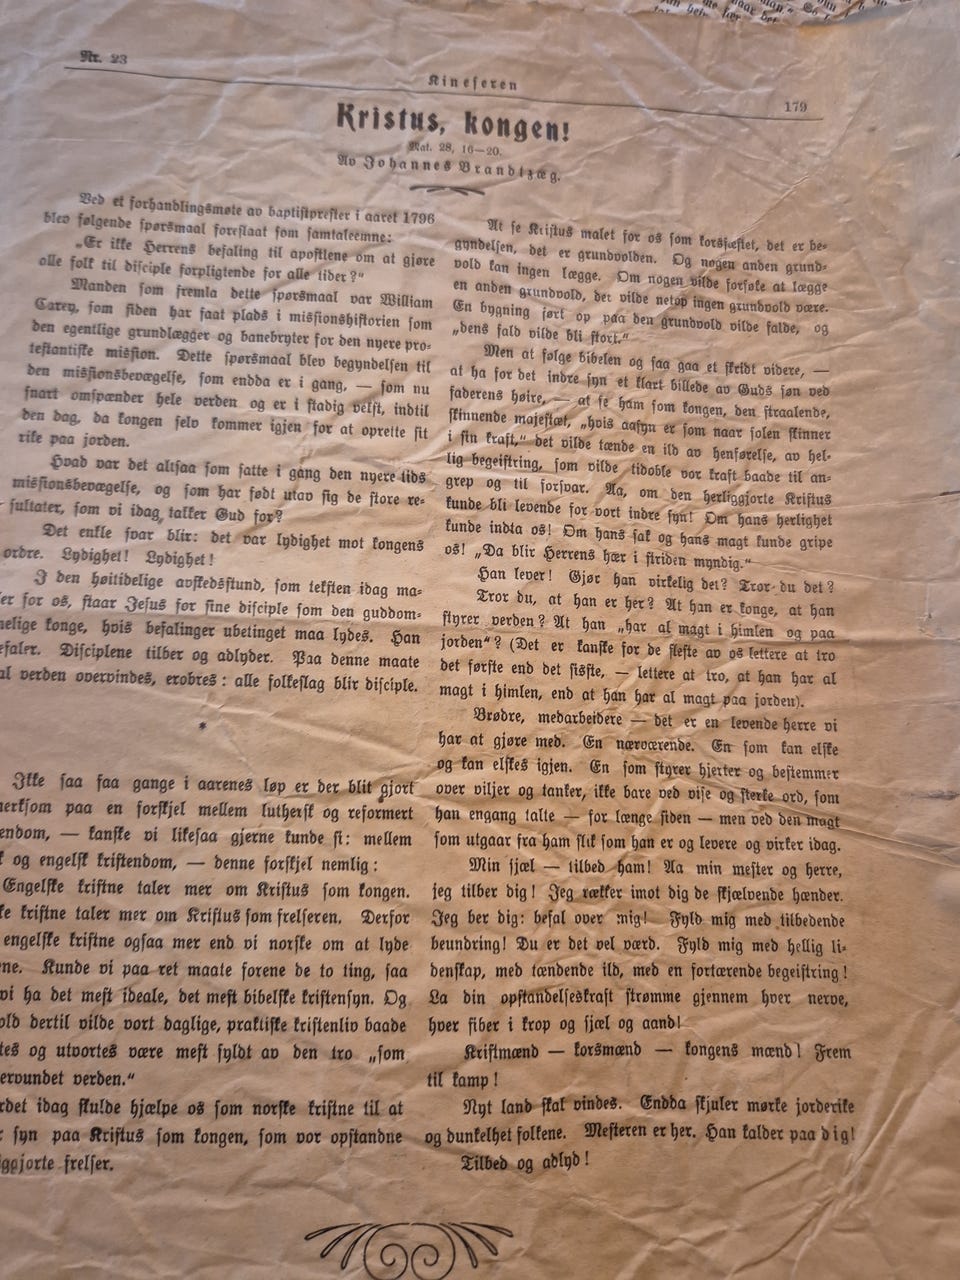 Nr. 23
Kineseren
179
Kristus, kongen!
Mat. 28, 16–20.
Av Johannes Brandtzæg.
Ved et forhandlingsmøte av baptistprester i aaret 1796
blev følgende spørsmaal foreslaat som samtaleemne:
„Er ikke Herrens befaling til apostlene om at gjøre
alle folk til disciple forpligtende for alle tider?"
Manden som fremla dette spørsmaal var William
Carey, som siden har faat plads i missionshistorien som
den egentlige grundlægger og banebryter for den nyere pro-
testantiske mission. Dette spørsmaal blev begyndelsen til
den missionsbevægelse, som endda er i gang, — som nu
snart omspænder hele verden og er i stadig vekst, indtil
den dag, da kongen selv kommer igjen for at oprette sit
rike paa jorden.
Hvad var det altsaa som satte i gang den nyere tids
missionsbevægelse, og som har født utav sig de store re-
sultater, som vi idag takker Gud for?
Det enkle svar blir: det var lydighet mot kongens
ordre. Lydighet! Lydighet!
I den høitidelige avskedsstund, som teksten idag ma-
er for os, staar Jesus for sine disciple som den guddom-
elige konge, hvis befalinger ubetinget maa lydes. Han
efaler. Disciplene tilber og adlyder. Paa denne maate
al verden overvindes, erobres: alle folkeslag blir disciple.
*
Ikke saa faa gange i aarenes løp er der blit gjort
merksom paa en forskjel mellem luthersk og reformert
endom, — kanske vi likesaa gjerne kunde si: mellem
og engelsk kristendom, — denne forskjel nemlig:
Engelske kristne taler mer om Kristus som kongen.
ke kristne taler mer om Kristus som frelseren. Derfor
engelske kristne ogsaa mer end vi norske om at lyde
ne. Kunde vi paa ret maate forene de to ting, saa
vi ha det mest ideale, det mest bibelske kristensyn. Og
old dertil vilde vort daglige, praktiske kristenliv baade
tes og utvortes være mest fyldt av den tro „som
ervundet verden."
rdet idag skulde hjælpe os som norske kristne til at
syn paa Kristus som kongen, som vor opstandne
iggjorte frelser.
At se Kristus malet for os som korsfæstet, det er be-
gyndelsen, det er grundvolden. Og nogen anden grund-
vold kan ingen lægge. Om nogen vilde forsøke at lægge
en anden grundvold, det vilde netop ingen grundvold være.
En bygning ført op paa den grundvold vilde falde, og
„dens fald vilde bli stort."
Men at følge bibelen og saa gaa et skridt videre, —
at ha for det indre syn et klart billede av Guds søn ved
faderens høire, — at se ham som kongen, den straalende,
skinnende majestæt, „hvis aasyn er som naar solen skinner
i sin kraft," det vilde tænde en ild av henførelse, av hel-
lig begeistring, som vilde tidoble vor kraft baade til an-
grep og til forsvar. Aa, om den herliggjorte Kristus
kunde bli levende for vort indre syn! Om hans herlighet
kunde indta os! Om hans sak og hans magt kunde gripe
os! „Da blir Herrens hær i striden myndig."
Han lever! Gjør han virkelig det? Tror du det?
Tror du, at han er her? At han er konge, at han
styrer verden? At han „har al magt i himlen og paa
jorden"? (Det er kanske for de fleste av os lettere at tro
det første end det sisste, — lettere at tro, at han har al
magt i himlen, end at han har al magt paa jorden).
Brødre, medarbeidere — det er en levende herre vi
har at gjøre med. En nærværende. En som kan elske
og kan elskes igjen. En som styrer hjerter og bestemmer
over viljer og tanker, ikke bare ved vise og sterke ord, som
han engang talte — for længe siden — men ved den magt
som utgaar fra ham slik som han er og levere og virker idag.
Min sjæl — tilbed ham! Aa min mester og herre,
jeg tilber dig! Jeg rækker imot dig de skjælvende hænder.
Jeg ber dig: befal over mig! Fyld mig med tilbedende
beundring! Du er det vel værd. Fyld mig med hellig li-
denskap, med tændende ild, med en fortærende begeistring!
La din opstandelseskraft strømme gjennem hver nerve,
hver fiber i krop og sjæl og aand!
Kristmænd — korsmænd — kongens mænd! Frem
til kamp!
Nyt land skal vindes. Endda skjuler mørke jorderike
og dunkelhet folkene. Mesteren er her. Han kalder paa dig!
Tilbed og adlyd!